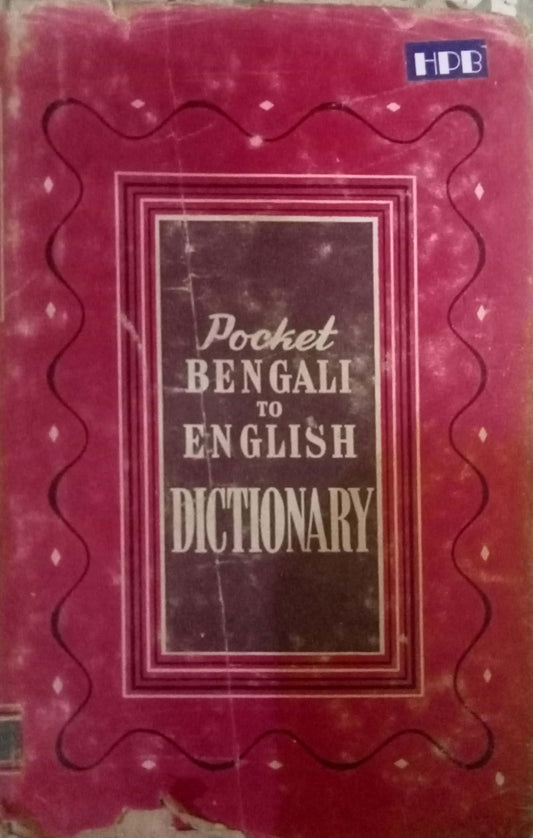 HPB
Pocket
BENGALI
TO
ENGLISH
DICTIONARY